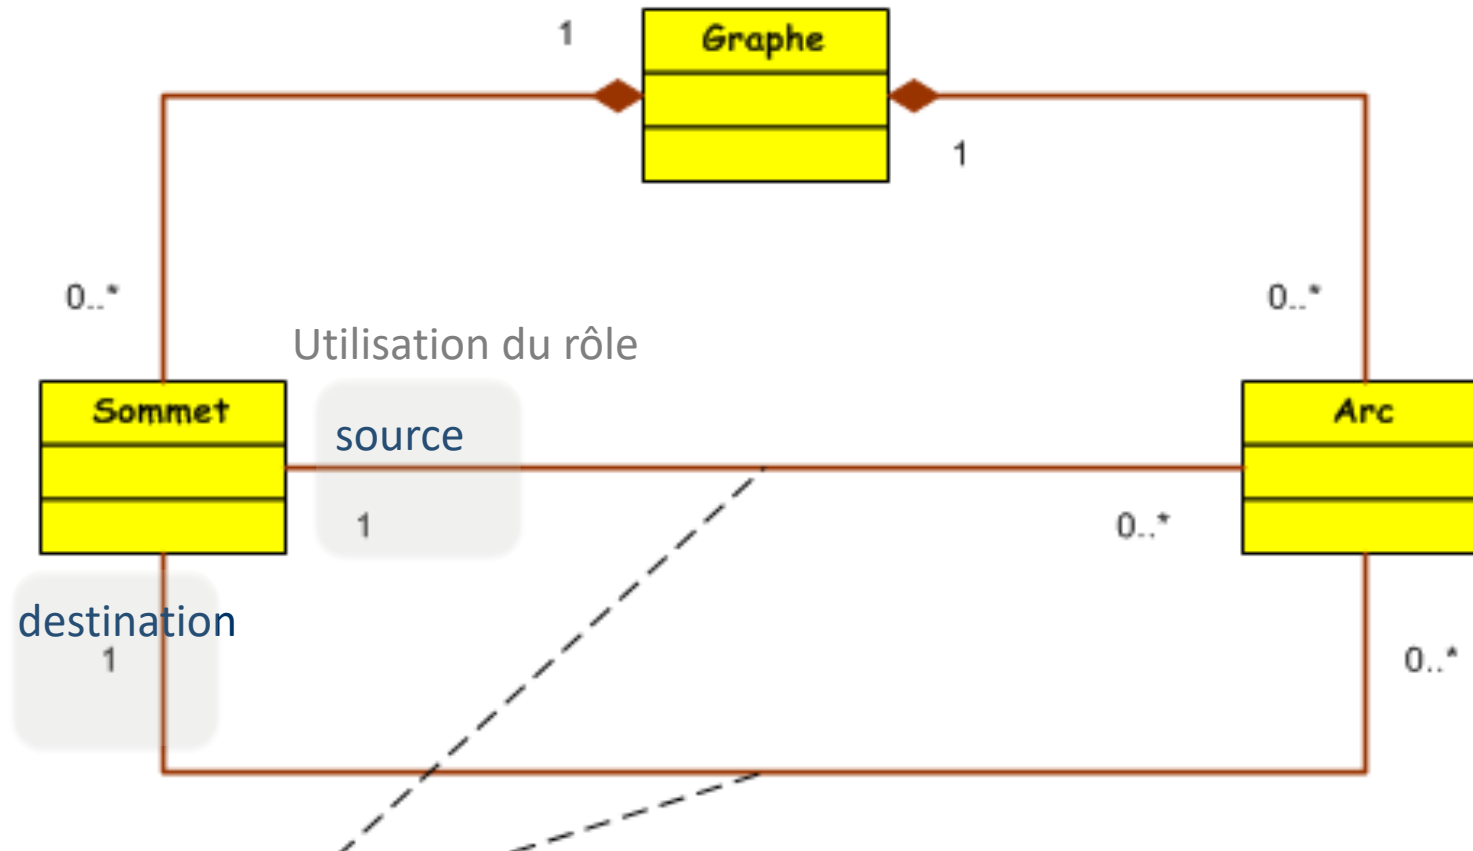 1
Graphe
1
0..*
0..*
Utilisation du rôle
Sommet
Arc
source
1
0..*
destination
1
0..*